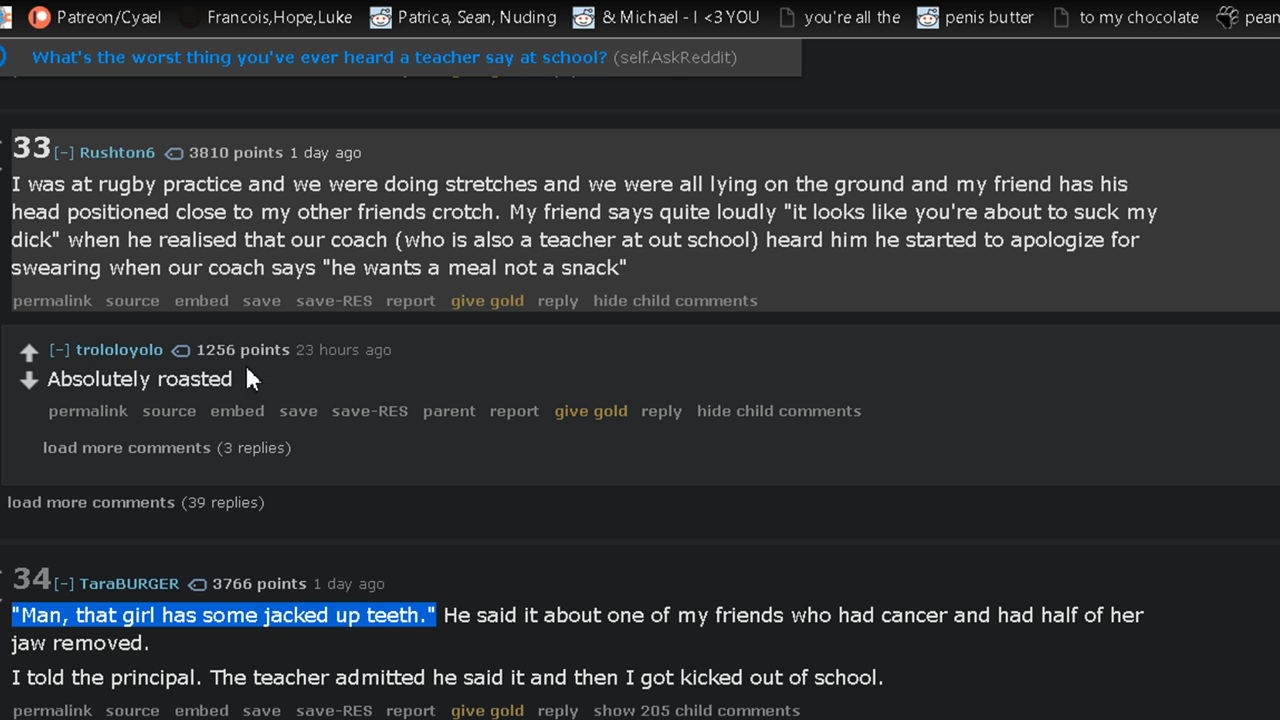 Patreon/Cyael Francois,Hope,Luke Patrica, Sean, Nuding & Michael - I <3 YOU you're all the penis butter to my chocolate pean
What's the worst thing you've ever heard a teacher say at school? (self.AskReddit)
33 [-] Rushton6 3810 points 1 day ago
I was at rugby practice and we were doing stretches and we were all lying on the ground and my friend has his
head positioned close to my other friends crotch. My friend says quite loudly "it looks like you're about to suck my
dick" when he realised that our coach (who is also a teacher at out school) heard him he started to apologize for
swearing when our coach says "he wants a meal not a snack"
permalink source embed save save-RES report give gold reply hide child comments
[-] trololoyolo 1256 points 23 hours ago
Absolutely roasted
permalink source embed save save-RES parent report give gold reply hide child comments
load more comments (3 replies)
load more comments (39 replies)
34 [-] TaraBURGER 3766 points 1 day ago
"Man, that girl has some jacked up teeth." He said it about one of my friends who had cancer and had half of her
jaw removed.
I told the principal. The teacher admitted he said it and then I got kicked out of school.
permalink source embed save save-RES report give gold reply show 205 child comments